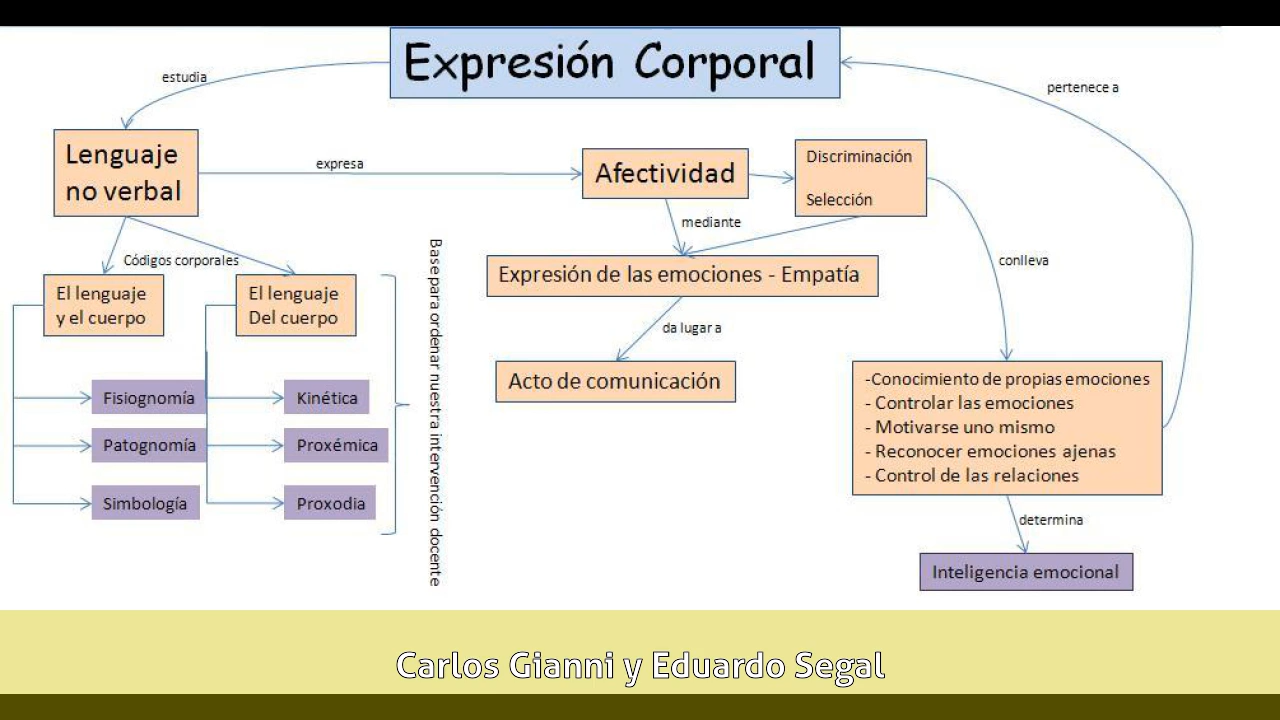 Expresión Corporal
estudia
pertenece a
Lenguaje
no verbal
expresa
Afectividad
Discriminación
Selección
mediante
Códigos corporales
conlleva
Expresión de las emociones - Empatía
El lenguaje
y el cuerpo
El lenguaje
Del cuerpo
Base para ordenar nuestra intervención docente
da lugar a
Acto de comunicación
-Conocimiento de propias emociones
- Controlar las emociones
- Motivarse uno mismo
- Reconocer emociones ajenas
- Control de las relaciones
Fisiognomía
Kinética
Patognomía
Proxémica
Simbología
Proxodia
determina
Inteligencia emocional
Carlos Gianni y Eduardo Segal